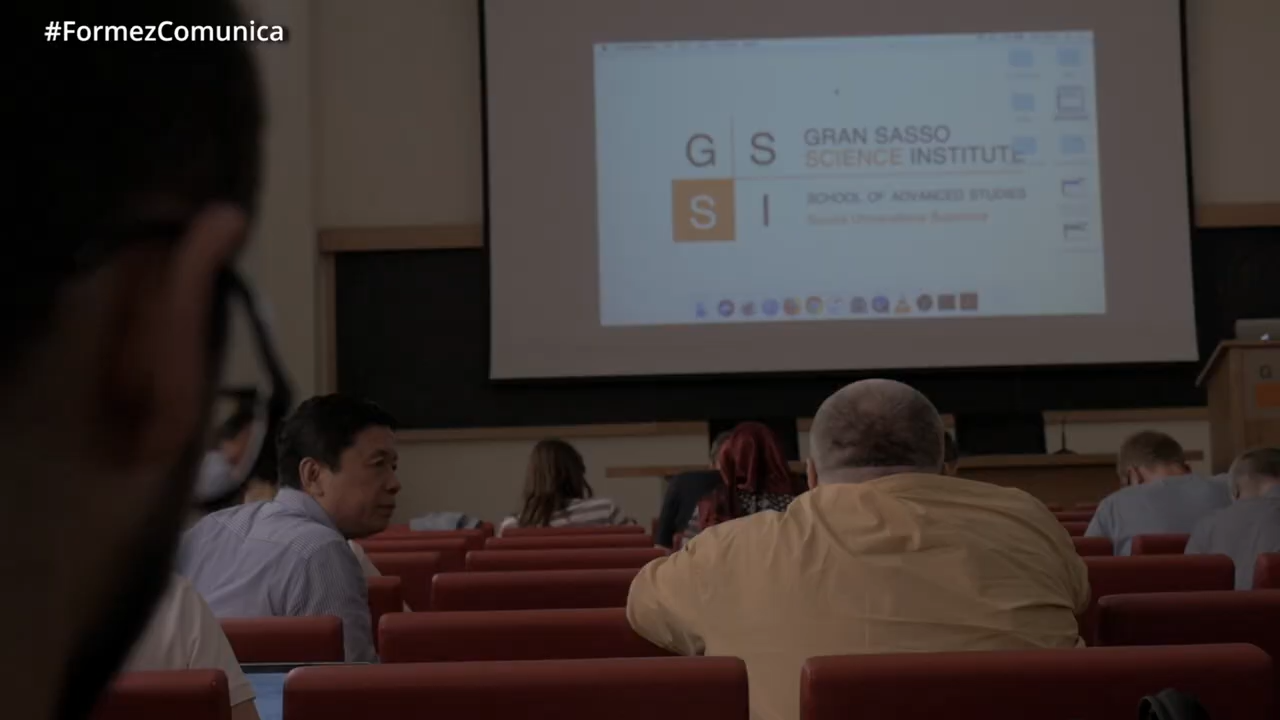 #FormezComunica
G S
GRAN SASSO
SCIENCE INSTITUTE
S I
SCHOOL OF ADVANCED STUDIES
G